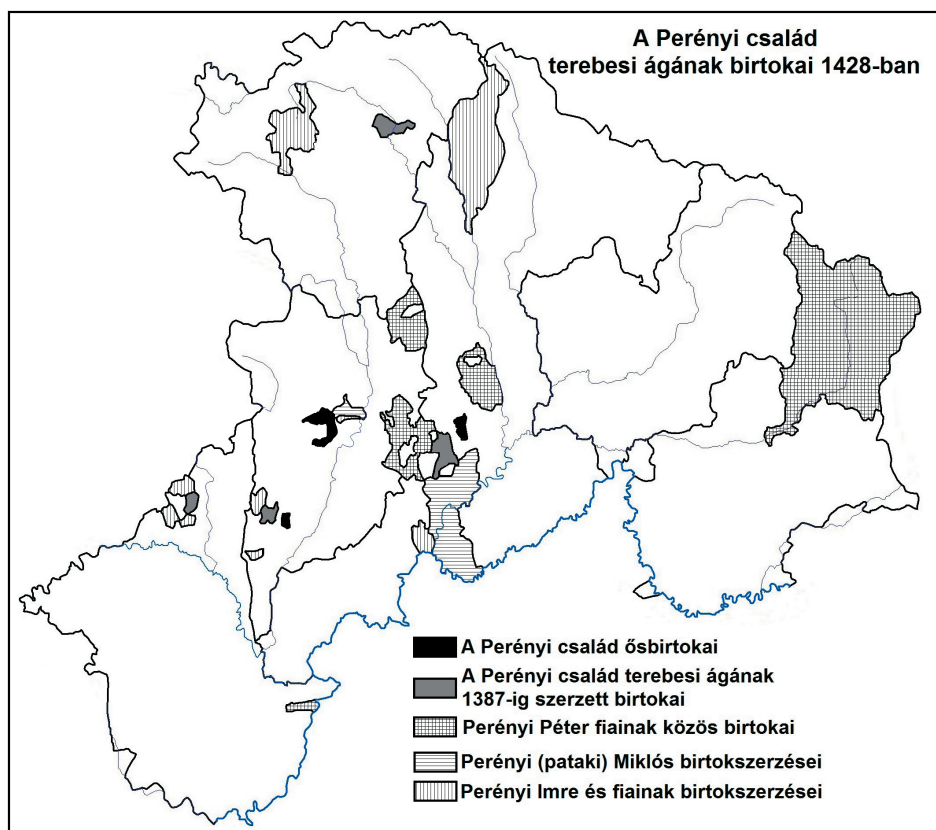 A Perényi család
terebesi ágának birtokai 1428-ban
A Perényi család ősbirtokai
A Perényi család terebesi ágának
1387-ig szerzett birtokai
Perényi Péter fiainak közös birtokai
Perényi (pataki) Miklós birtokszerzései
Perényi Imre és fiainak birtokszerzései